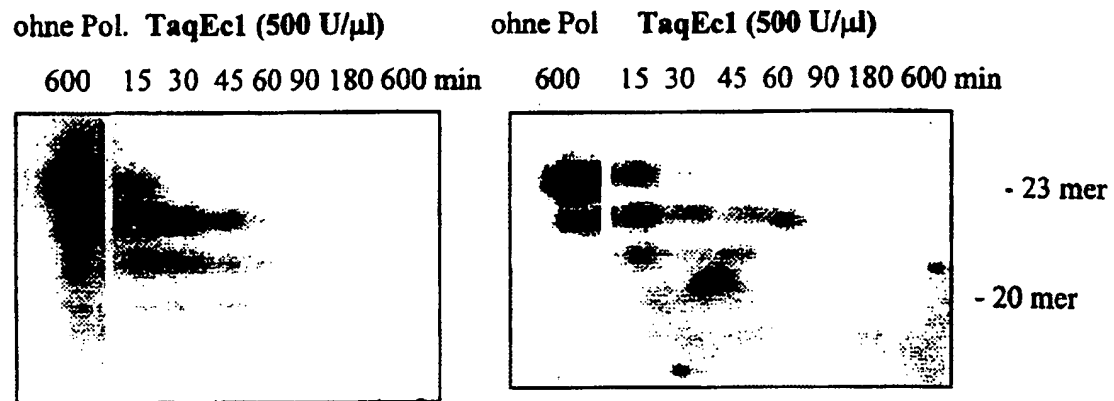 ohne Pol. TaqEc1 (500 U/µl) ohne Pol TaqEc1 (500 U/µl)
600 15 30 45 60 90 180 600 min 600 15 30 45 60 90 180 600 min
- 23 mer
- 20 mer